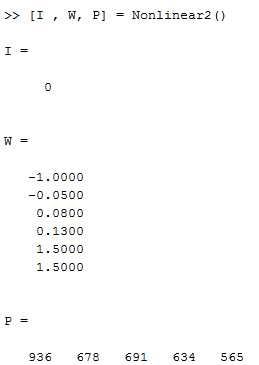 >> [I , W, P] = Nonlinear2()
I =
0
W =
-1.0000
-0.0500
0.0800
0.1300
1.5000
1.5000
P =
936 678 691 634 565